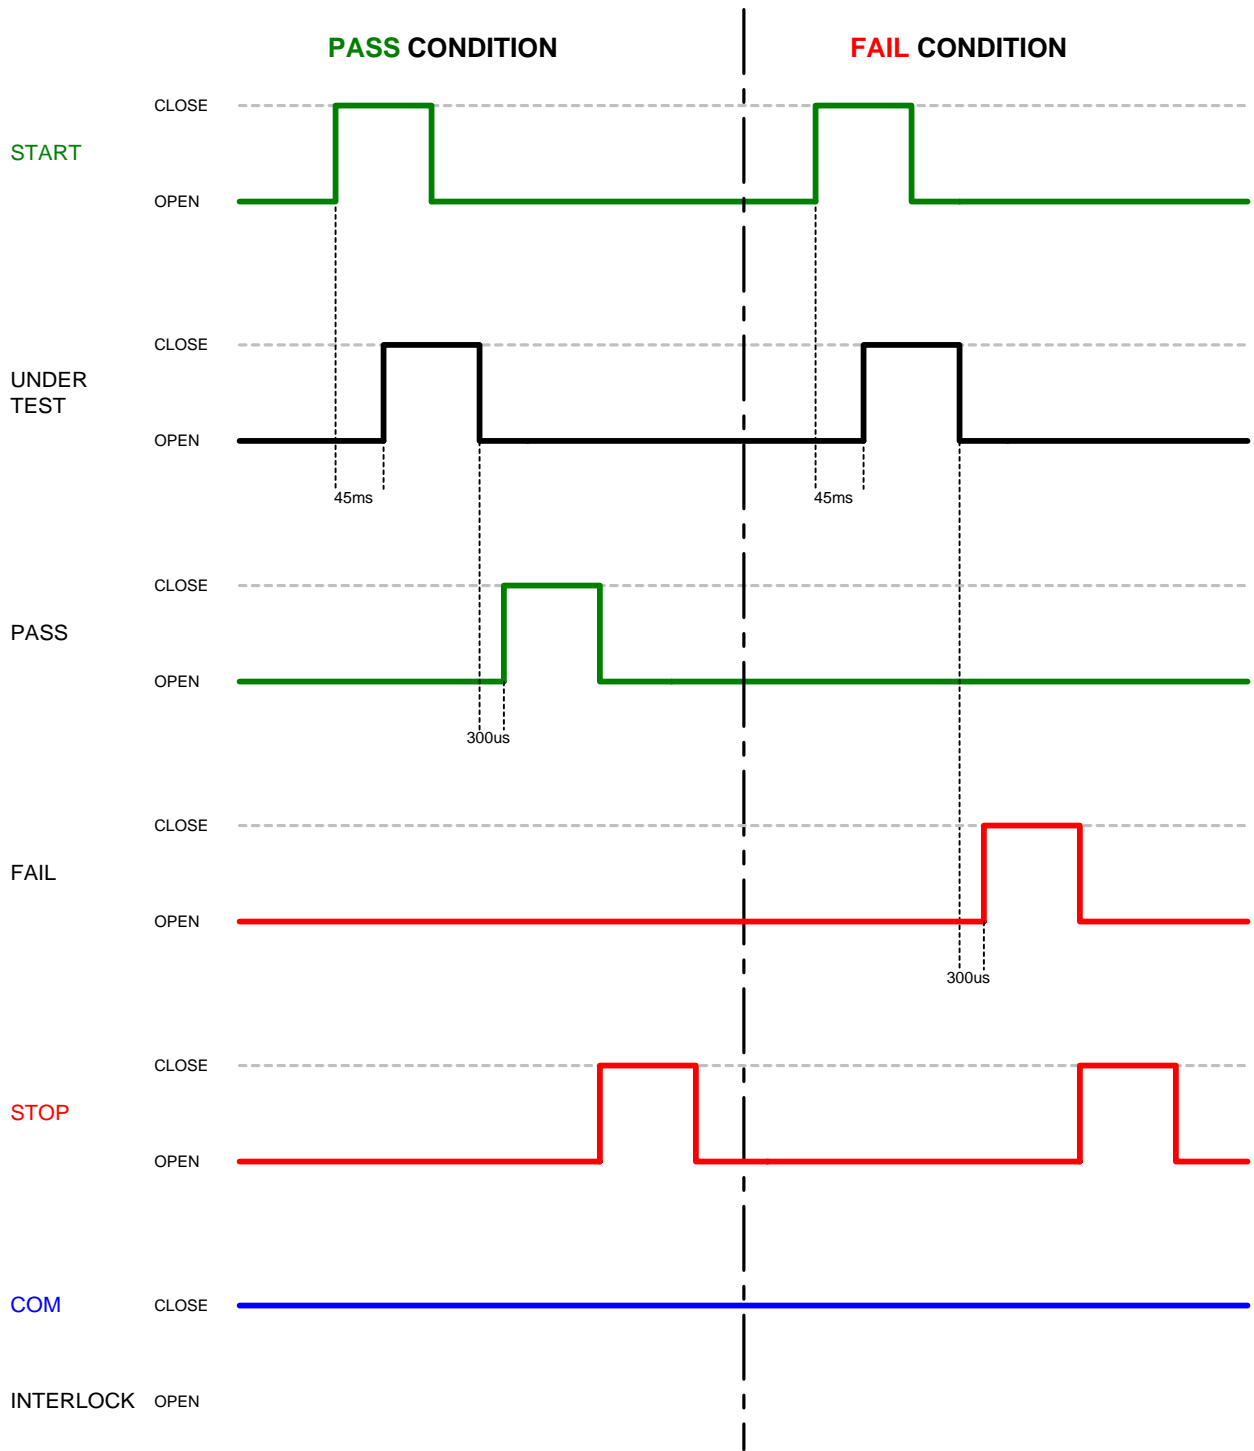 PASS CONDITION
FAIL CONDITION
CLOSE
START
OPEN
CLOSE
UNDER
TEST
OPEN
45ms
45ms
CLOSE
PASS
OPEN
300us
CLOSE
FAIL
OPEN
300us
CLOSE
STOP
OPEN
COM
CLOSE
INTERLOCK
OPEN